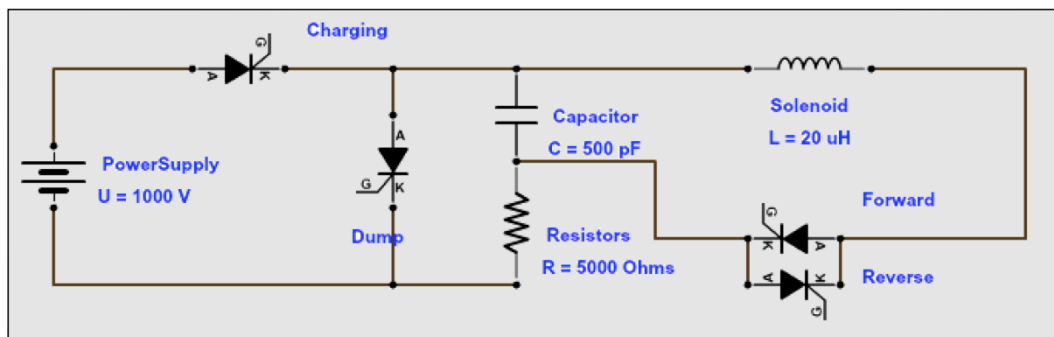 Charging
G
A
K
Solenoid
L = 20 uH
Capacitor
C = 500 pF
A
G
K
PowerSupply
U = 1000 V
Dump
Resistors
R = 5000 Ohms
Forward
G
K
A
Reverse
A
K
G